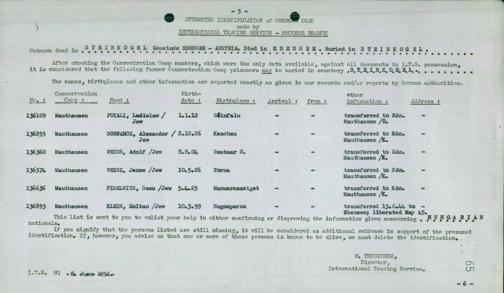 - 5 -
ATTEMPTED IDENTIFICATION OF UNKNOWN DEAD
made by
INTERNATIONAL TRACING SERVICE - RECORDS BRANCH
Unknown dead in STEINKOGEL Gemeinde EBENSEE - AUSTRIA. Died in EBENSEE. Buried in STEINKOGEL.
After checking the Concentration Camp numbers, which were the only data available, against all documents in I.T.S. possession,
it is considered that the following former Concentration Camp prisoners may be buried in cemetery STEINKOGEL.
The names, birthplaces and other information are reported exactly as given in our records and/or reports by German authorities.
No.: Concentration Camp: Name: Birthdate: Birthplace: Arrival: from: other information: Address:
136109 Mauthausen Ladislas / Jew 1.1.12 - - transferred to Kdo. Mauthausen -
136255 Mauthausen SCHWARCZ, Alexander / Jew 2.12.26 Kaschau - - transferred to Kdo. Mauthausen /K. -
136360 Mauthausen WEISZ, Adolf /Jew 8.8.04 Szatmar N. - - transferred to Kdo. Mauthausen /K. -
136374 Mauthausen WEISZ, Jenoe /Jew 10.5.26 Torna - - transferred to Kdo. Mauthausen /K. -
136636 Mauthausen Samu /Jew 5.4.25 Marmarossziget - - transferred to Kdo. Mauthausen /K. -
136893 Mauthausen KLEIN, Zoltan /Jew 10.3.99 - - transferred 13.6.44 to Ebensee; liberated May 45. -
This list is sent to you to enlist your help in either confirming or disproving the information given concerning HUNGARIAN
nationals.
If you signify that the persons listed are still missing, it will be considered as additional evidence in support of the presumed
identification. If, however, you advise us that one or more of these persons is known to be alive, we must delete the identification.
Director,
International Tracing Service.
I.T.S. HQ - 8. June 1951.
65
- 6 -